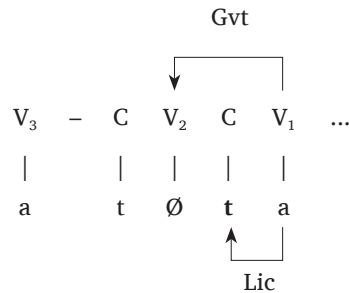 Gvt
V₃ – C V₂ C V₁ ...
| | | | |
a t Ø t a
Lic